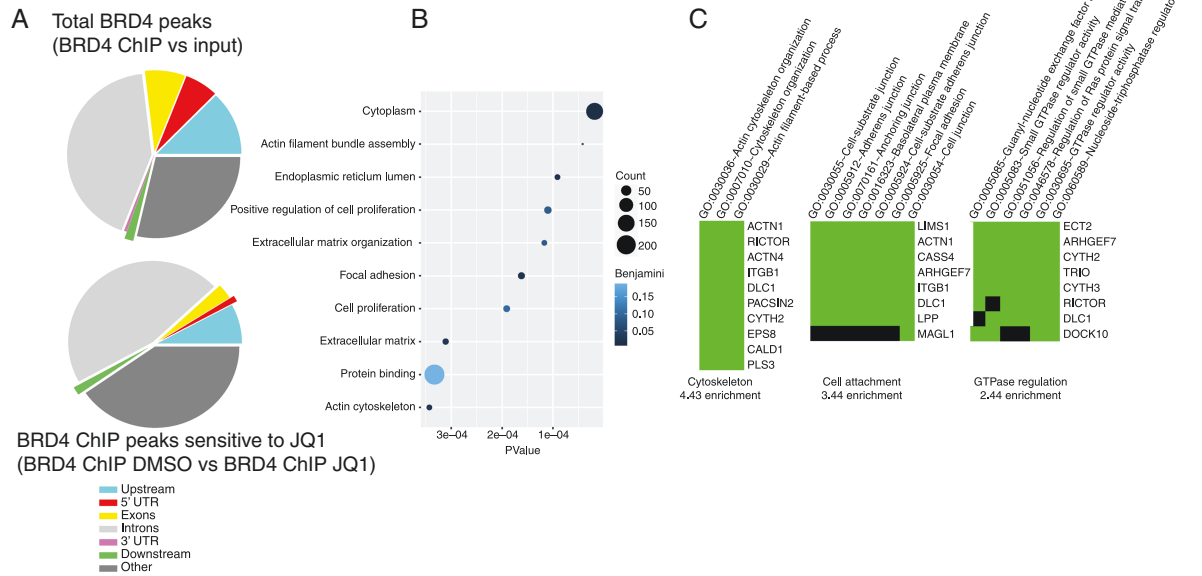 A
Total BRD4 peaks
(BRD4 ChIP vs input)
BRD4 ChIP peaks sensitive to JQ1
(BRD4 ChIP DMSO vs BRD4 ChIP JQ1)
Upstream
5' UTR
Exons
Introns
3' UTR
Downstream
Other
B
Cytoplasm
Actin filament bundle assembly
Endoplasmic reticlum lumen
Positive regulation of cell proliferation
Extracellular matrix organization
Focal adhesion
Cell proliferation
Extracellular matrix
Protein binding
Actin cytoskeleton
3e-04
2e-04
1e-04
PValue
Count
50
100
150
200
Benjamini
0.15
0.10
0.05
C
GO:0030036~Actin cytoskeleton organization
GO:0007010~Cytoskeleton organization
GO:0030029~Actin filament-based process
ACTN1
RICTOR
ACTN4
ITGB1
DLC1
PACSIN2
CYTH2
EPS8
CALD1
PLS3
Cytoskeleton
4.43 enrichment
GO:0030055~Cell-substrate junction
GO:0005912~Adherens junction
GO:0070161~Anchoring junction
GO:0016323~Basolateral plasma membrane
GO:0005924~Cell-substrate adherens junction
GO:0005925~Focal adhesion
GO:0030054~Cell junction
LIMS1
ACTN1
CASS4
ARHGEF7
ITGB1
DLC1
LPP
MAGL1
Cell attachment
3.44 enrichment
GO:0005085~Guanyl-nucleotide exchange factor
GO:0005083~Small GTPase regulator activity
GO:0051056~Regulation of small GTPase mediat
GO:0046578~Regulation of Ras protein signal tra
GO:0030695~GTPase regulator activity
GO:0060589~Nucleoside-triphosphatase regulator
ECT2
ARHGEF7
CYTH2
TRIO
CYTH3
RICTOR
DLC1
DOCK10
GTPase regulation
2.44 enrichment